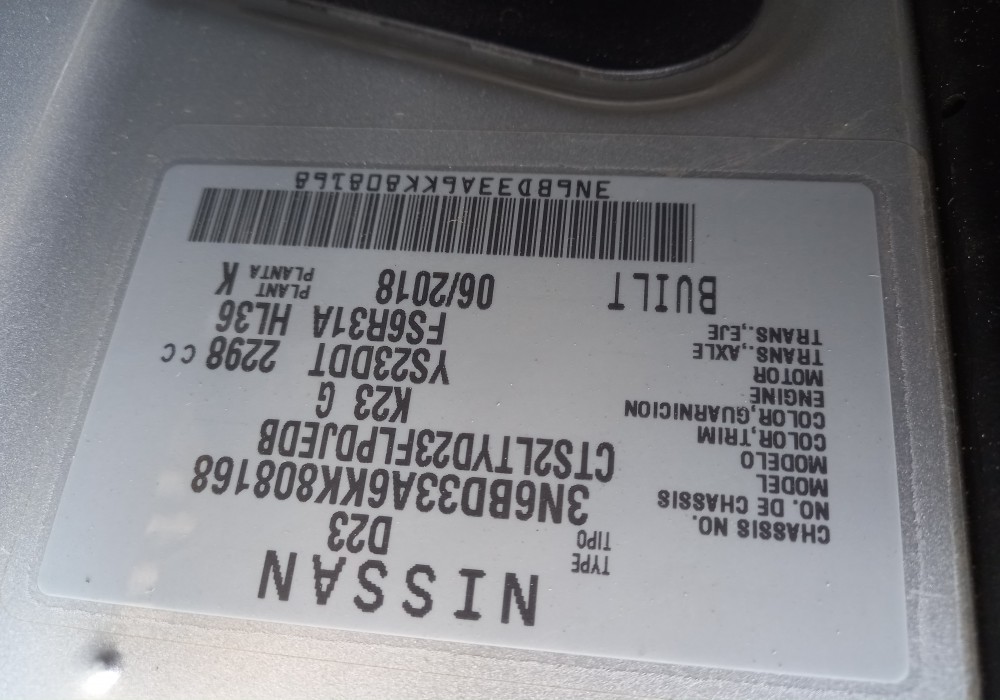 NISSAN
TYPE
TIPO D23
CHASSIS NO.
NO. DE CHASSIS 3N6BD33A6KK808168
MODEL
MODELO CTS2LTYD23FLPDJEDB
COLOR,TRIM
COLOR,GUARNICION K23 G
ENGINE
MOTOR YS23DDT 2298 CC
TRANS.,AXLE
TRANS.,EJE FS6R31A HL36
BUILT 06/2018 PLANT
PLANTA K
3N6BD33A6KK808168